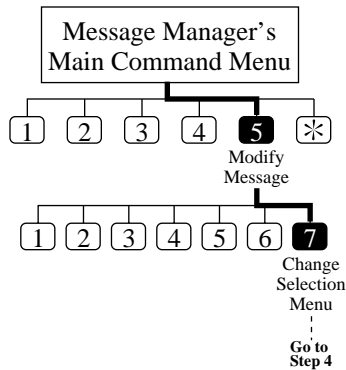 Message Manager's
Main Command Menu
1 2 3 4 5 *
Modify
Message
1 2 3 4 5 6 7
Change
Selection
Menu
Go to
Step 4